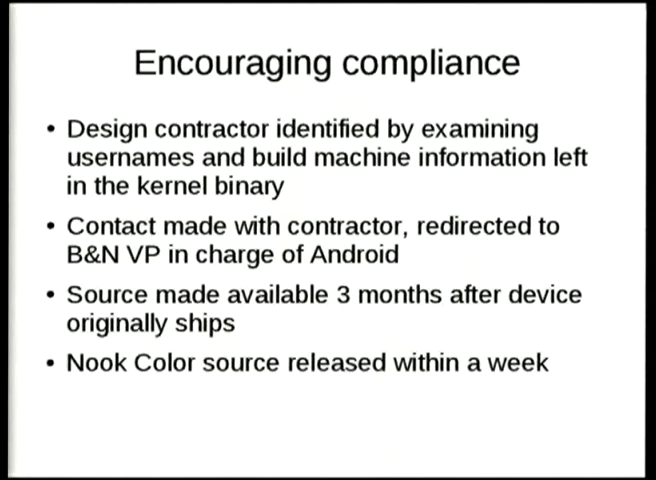 Encouraging compliance
• Design contractor identified by examining
usernames and build machine information left
in the kernel binary
• Contact made with contractor, redirected to
B&N VP in charge of Android
• Source made available 3 months after device
originally ships
• Nook Color source released within a week